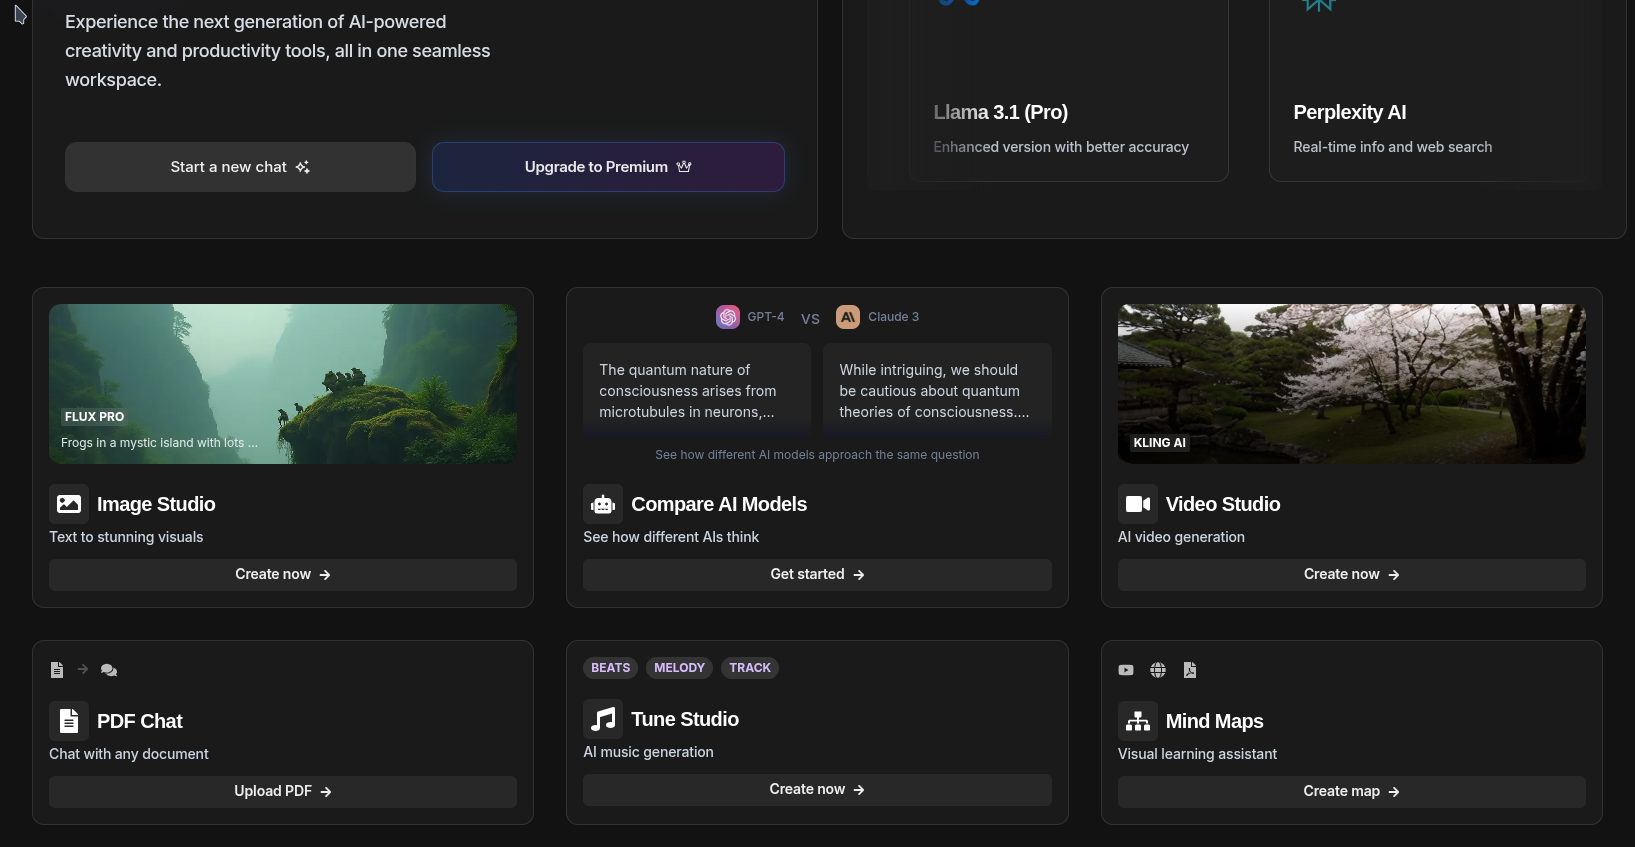 Experience the next generation of AI-powered
creativity and productivity tools, all in one seamless
workspace.
Start a new chat
Upgrade to Premium
Llama 3.1 (Pro)
Enhanced version with better accuracy
Perplexity AI
Real-time info and web search
FLUX PRO
Frogs in a mystic island with lots ...
Image Studio
Text to stunning visuals
Create now →
GPT-4 VS Claude 3
The quantum nature of
consciousness arises from
microtubules in neurons,...
While intriguing, we should
be cautious about quantum
theories of consciousness....
See how different AI models approach the same question
Compare AI Models
See how different AIs think
Get started →
KLING AI
Video Studio
AI video generation
Create now →
PDF Chat
Chat with any document
Upload PDF →
BEATS MELODY TRACK
Tune Studio
AI music generation
Create now →
Mind Maps
Visual learning assistant
Create map →